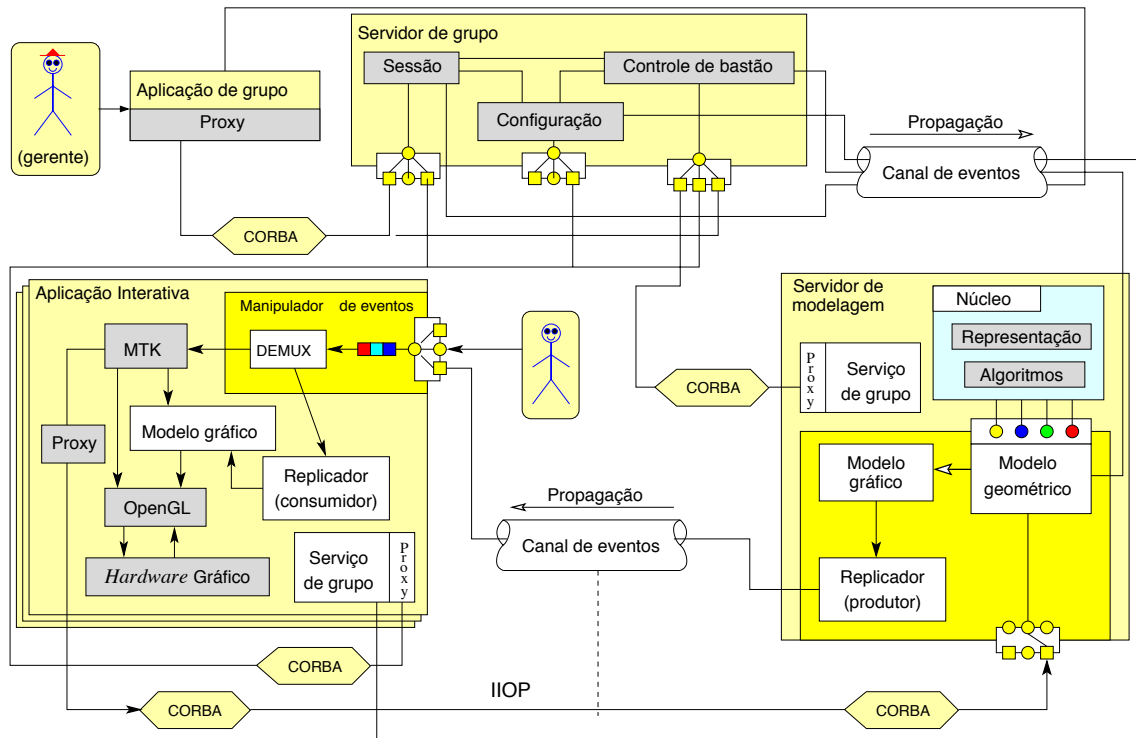 Servidor de grupo
Sessão
Controle de bastão
Configuração
Aplicação de grupo
Proxy
(gerente)
Propagação
Canal de eventos
CORBA
Aplicação Interativa
Manipulador de eventos
MTK
DEMUX
Proxy
Modelo gráfico
Replicador
(consumidor)
OpenGL
Hardware Gráfico
Serviço
de grupo
Proxy
CORBA
Servidor de
modelagem
Núcleo
Representação
Algoritmos
Proxy
Serviço
de grupo
Modelo
gráfico
Modelo
geométrico
Replicador
(produtor)
Propagação
Canal de eventos
CORBA
IIOP
CORBA
CORBA